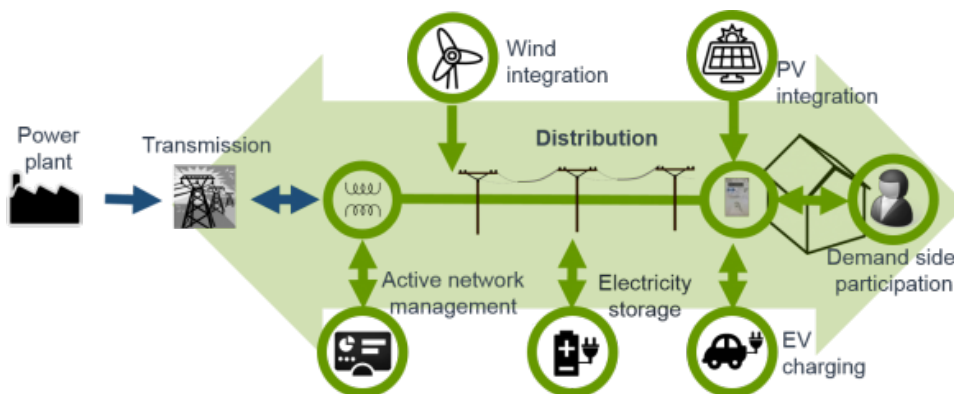 Wind
integration
PV
integration
Power
plant
Transmission
Distribution
Active network
management
Electricity
storage
EV
charging
Demand side
participation